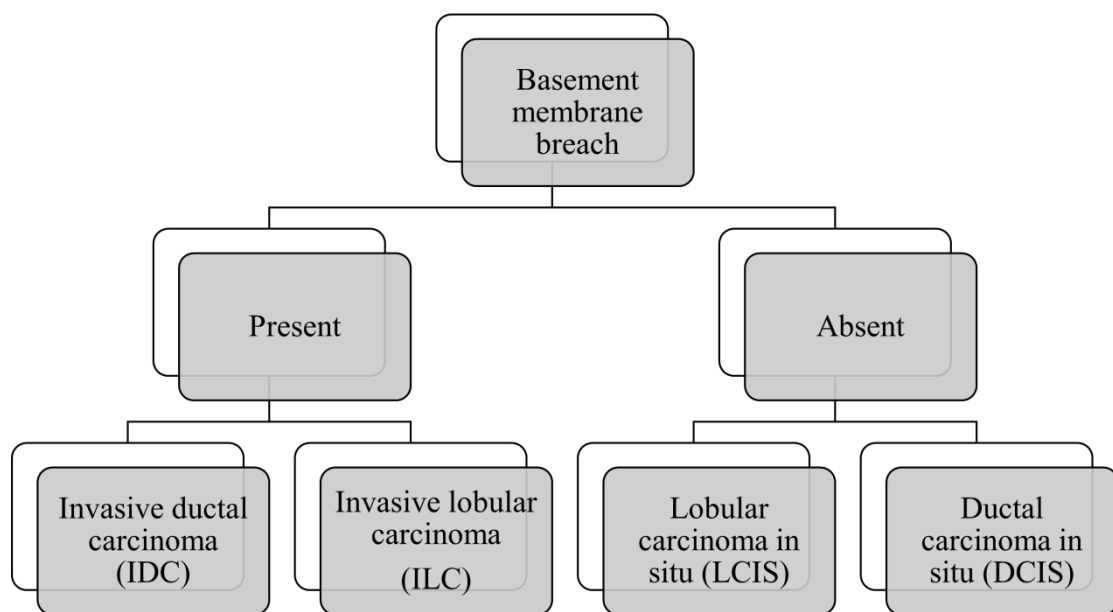 Basement
membrane
breach
Present
Absent
Invasive ductal
carcinoma
(IDC)
Invasive lobular
carcinoma
(ILC)
Lobular
carcinoma in
situ (LCIS)
Ductal
carcinoma in
situ (DCIS)